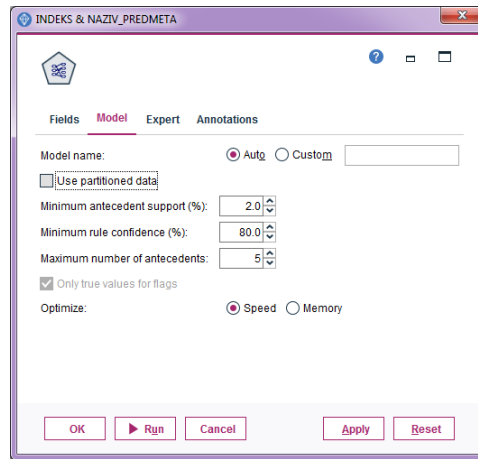 INDEKS & NAZIV_PREDMETA
x
?
Fields Model Expert Annotations
Model name: Auto Custom
Use partitioned data
Minimum antecedent support (%): 2.0
Minimum rule confidence (%): 80.0
Maximum number of antecedents: 5
Only true values for flags
Optimize: Speed Memory
OK Run Cancel Apply Reset